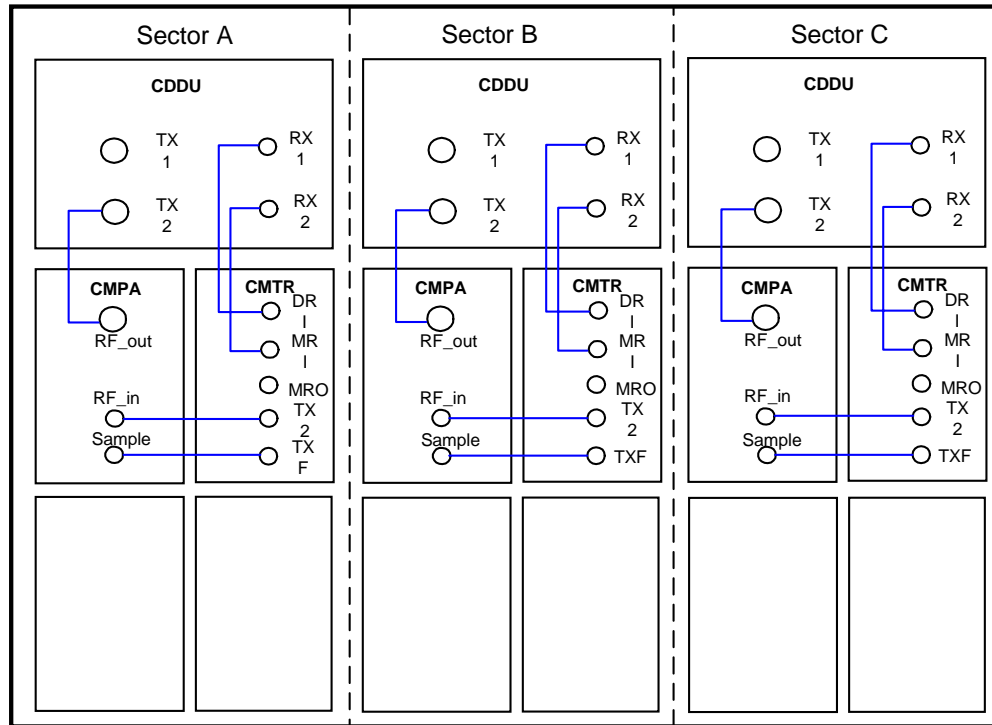 Sector A
CDDU
TX
1
RX
1
TX
2
RX
2
CMPA
RF_out
RF_in
Sample
CMTR
DR
I
MR
I
MRO
TX
2
TX
F
Sector B
CDDU
TX
1
RX
1
TX
2
RX
2
CMPA
RF_out
RF_in
Sample
CMTR
DR
I
MR
I
MRO
TX
2
TXF
Sector C
CDDU
TX
1
RX
1
TX
2
RX
2
CMPA
RF_out
RF_in
Sample
CMTR
DR
I
MR
I
MRO
TX
2
TXF